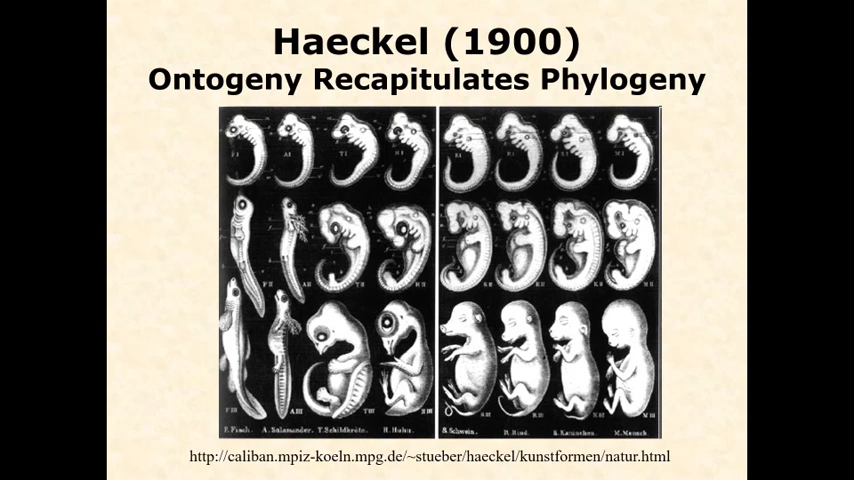 Haeckel (1900)
Ontogeny Recapitulates Phylogeny
F.Fisch. A.Salamander. T.Schildkröte. H.Huhn. S.Schwein. R.Rind. K.Kaninchen. M.Mensch.
http://caliban.mpiz-koeln.mpg.de/~stueber/haeckel/kunstformen/natur.html